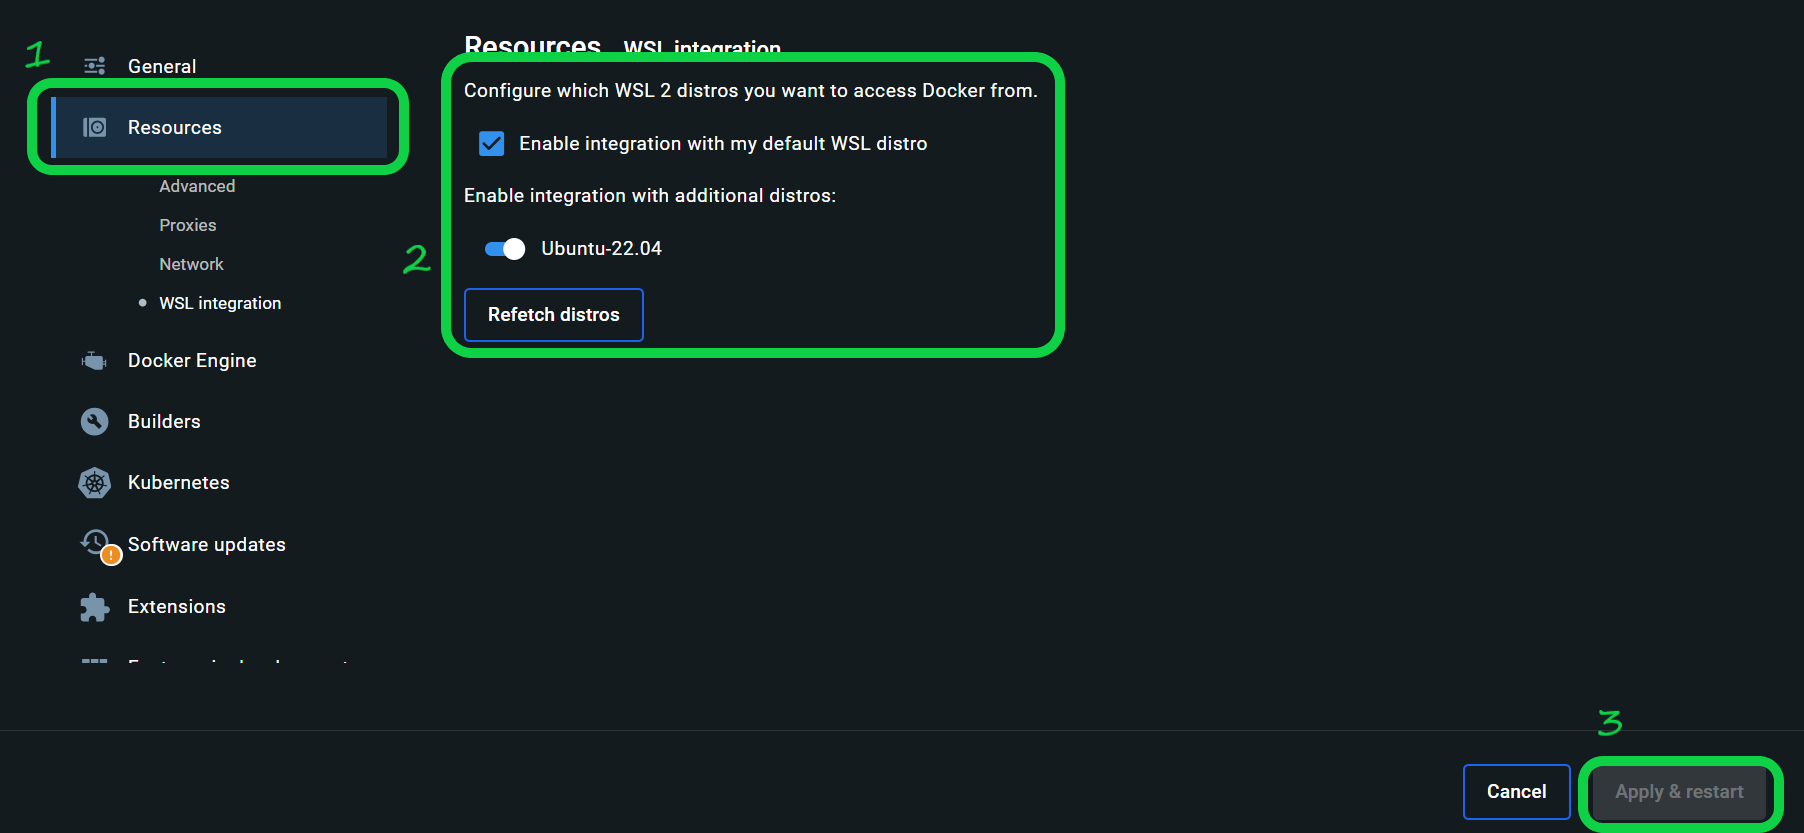 1
General
Resources
Advanced
Proxies
Network
WSL integration
Docker Engine
Builders
Kubernetes
Software updates
Extensions
Resources WSL integration
2
Configure which WSL 2 distros you want to access Docker from.
Enable integration with my default WSL distro
Enable integration with additional distros:
Ubuntu-22.04
Refetch distros
3
Cancel
Apply & restart